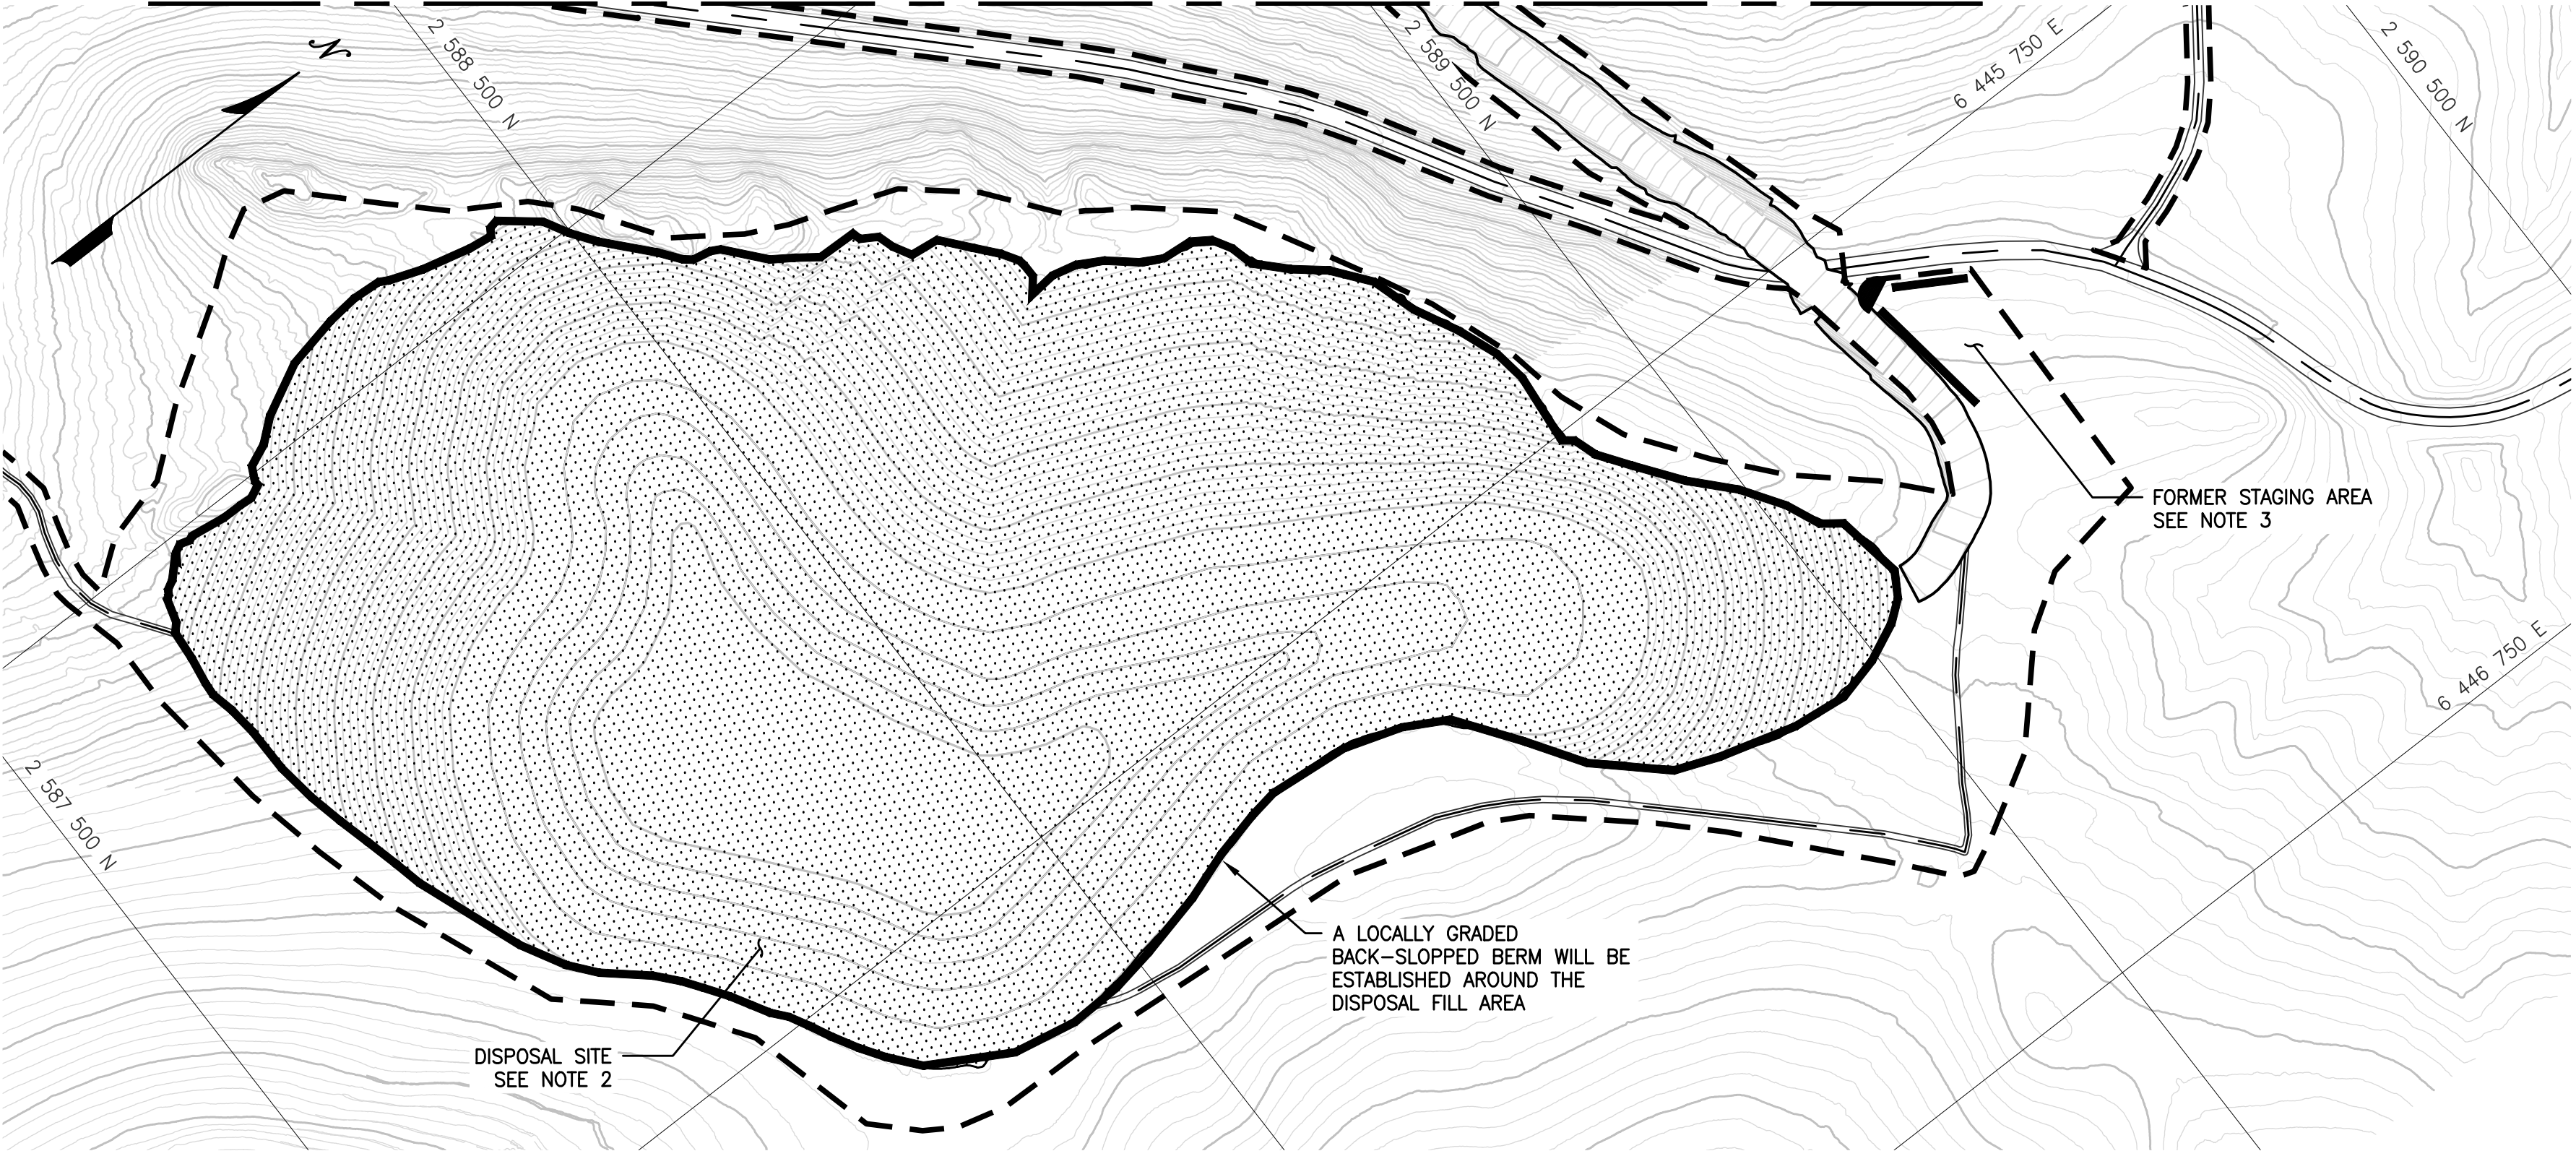 N
2 588 500 N
2 589 500 N
6 445 750 E
2 590 500 N
FORMER STAGING AREA
SEE NOTE 3
6 446 750 E
2 587 500 N
A LOCALLY GRADED
BACK-SLOPPED BERM WILL BE
ESTABLISHED AROUND THE
DISPOSAL FILL AREA
DISPOSAL SITE
SEE NOTE 2